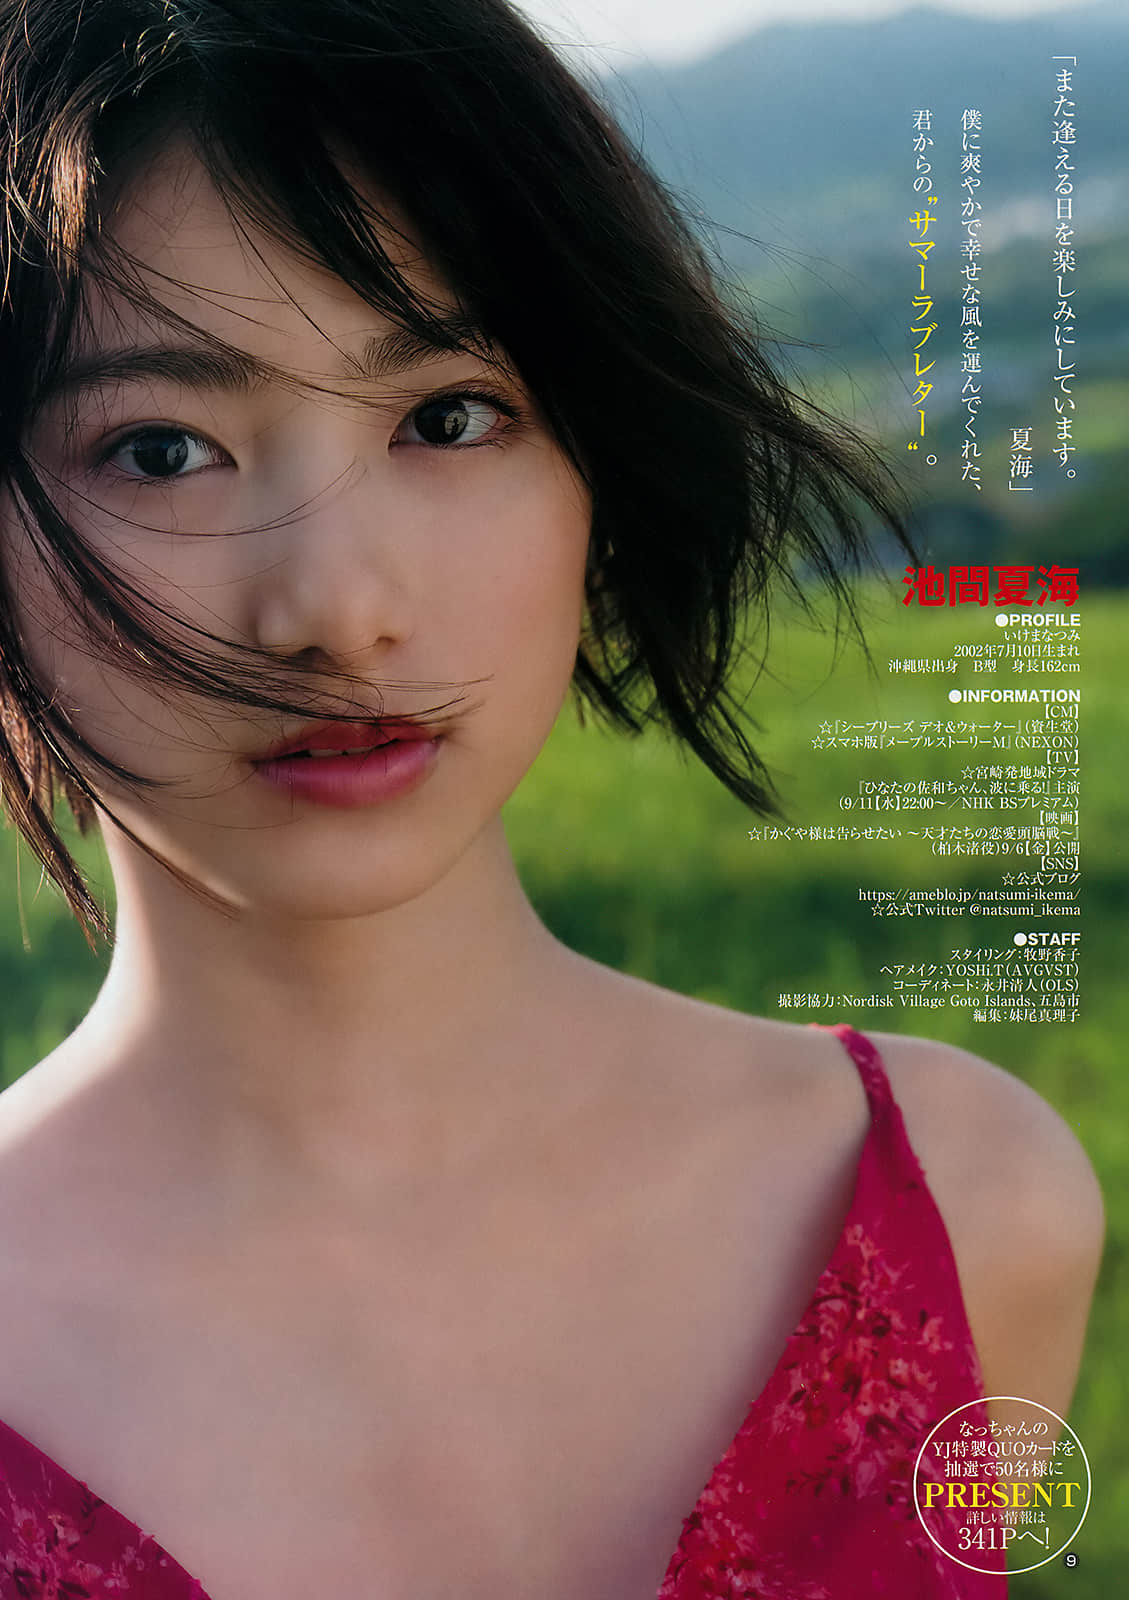 「また逢える日を楽しみにしています。
夏海」
僕に爽やかで幸せな風を運んでくれた、
君からの"サマーラブレター"。
池間夏海
●PROFILE
いけまなつみ
2002年7月10日生まれ
沖縄県出身　B型　身長162cm
●INFORMATION
【CM】
☆『シーブリーズ デオ&ウォーター』(資生堂)
☆スマホ版『メープルストーリーM』(NEXON)
【TV】
☆宮崎発地域ドラマ
『ひなたの佐和ちゃん、波に乗る!』主演
(9/11【水】22:00〜／NHK BSプレミアム)
【映画】
☆『かぐや様は告らせたい 〜天才たちの恋愛頭脳戦〜』
(柏木渚役)9/6【金】公開
【SNS】
☆公式ブログ
https://ameblo.jp/natsumi-ikema/
☆公式Twitter @natsumi_ikema
●STAFF
スタイリング:牧野香子
ヘアメイク:YOSHi.T(AVGVST)
コーディネート:永井清人(OLS)
撮影協力:Nordisk Village Goto Islands、五島市
編集:妹尾真理子
なっちゃんの
YJ特製QUOカードを
抽選で50名様に
PRESENT
詳しい情報は
341Pへ!
9